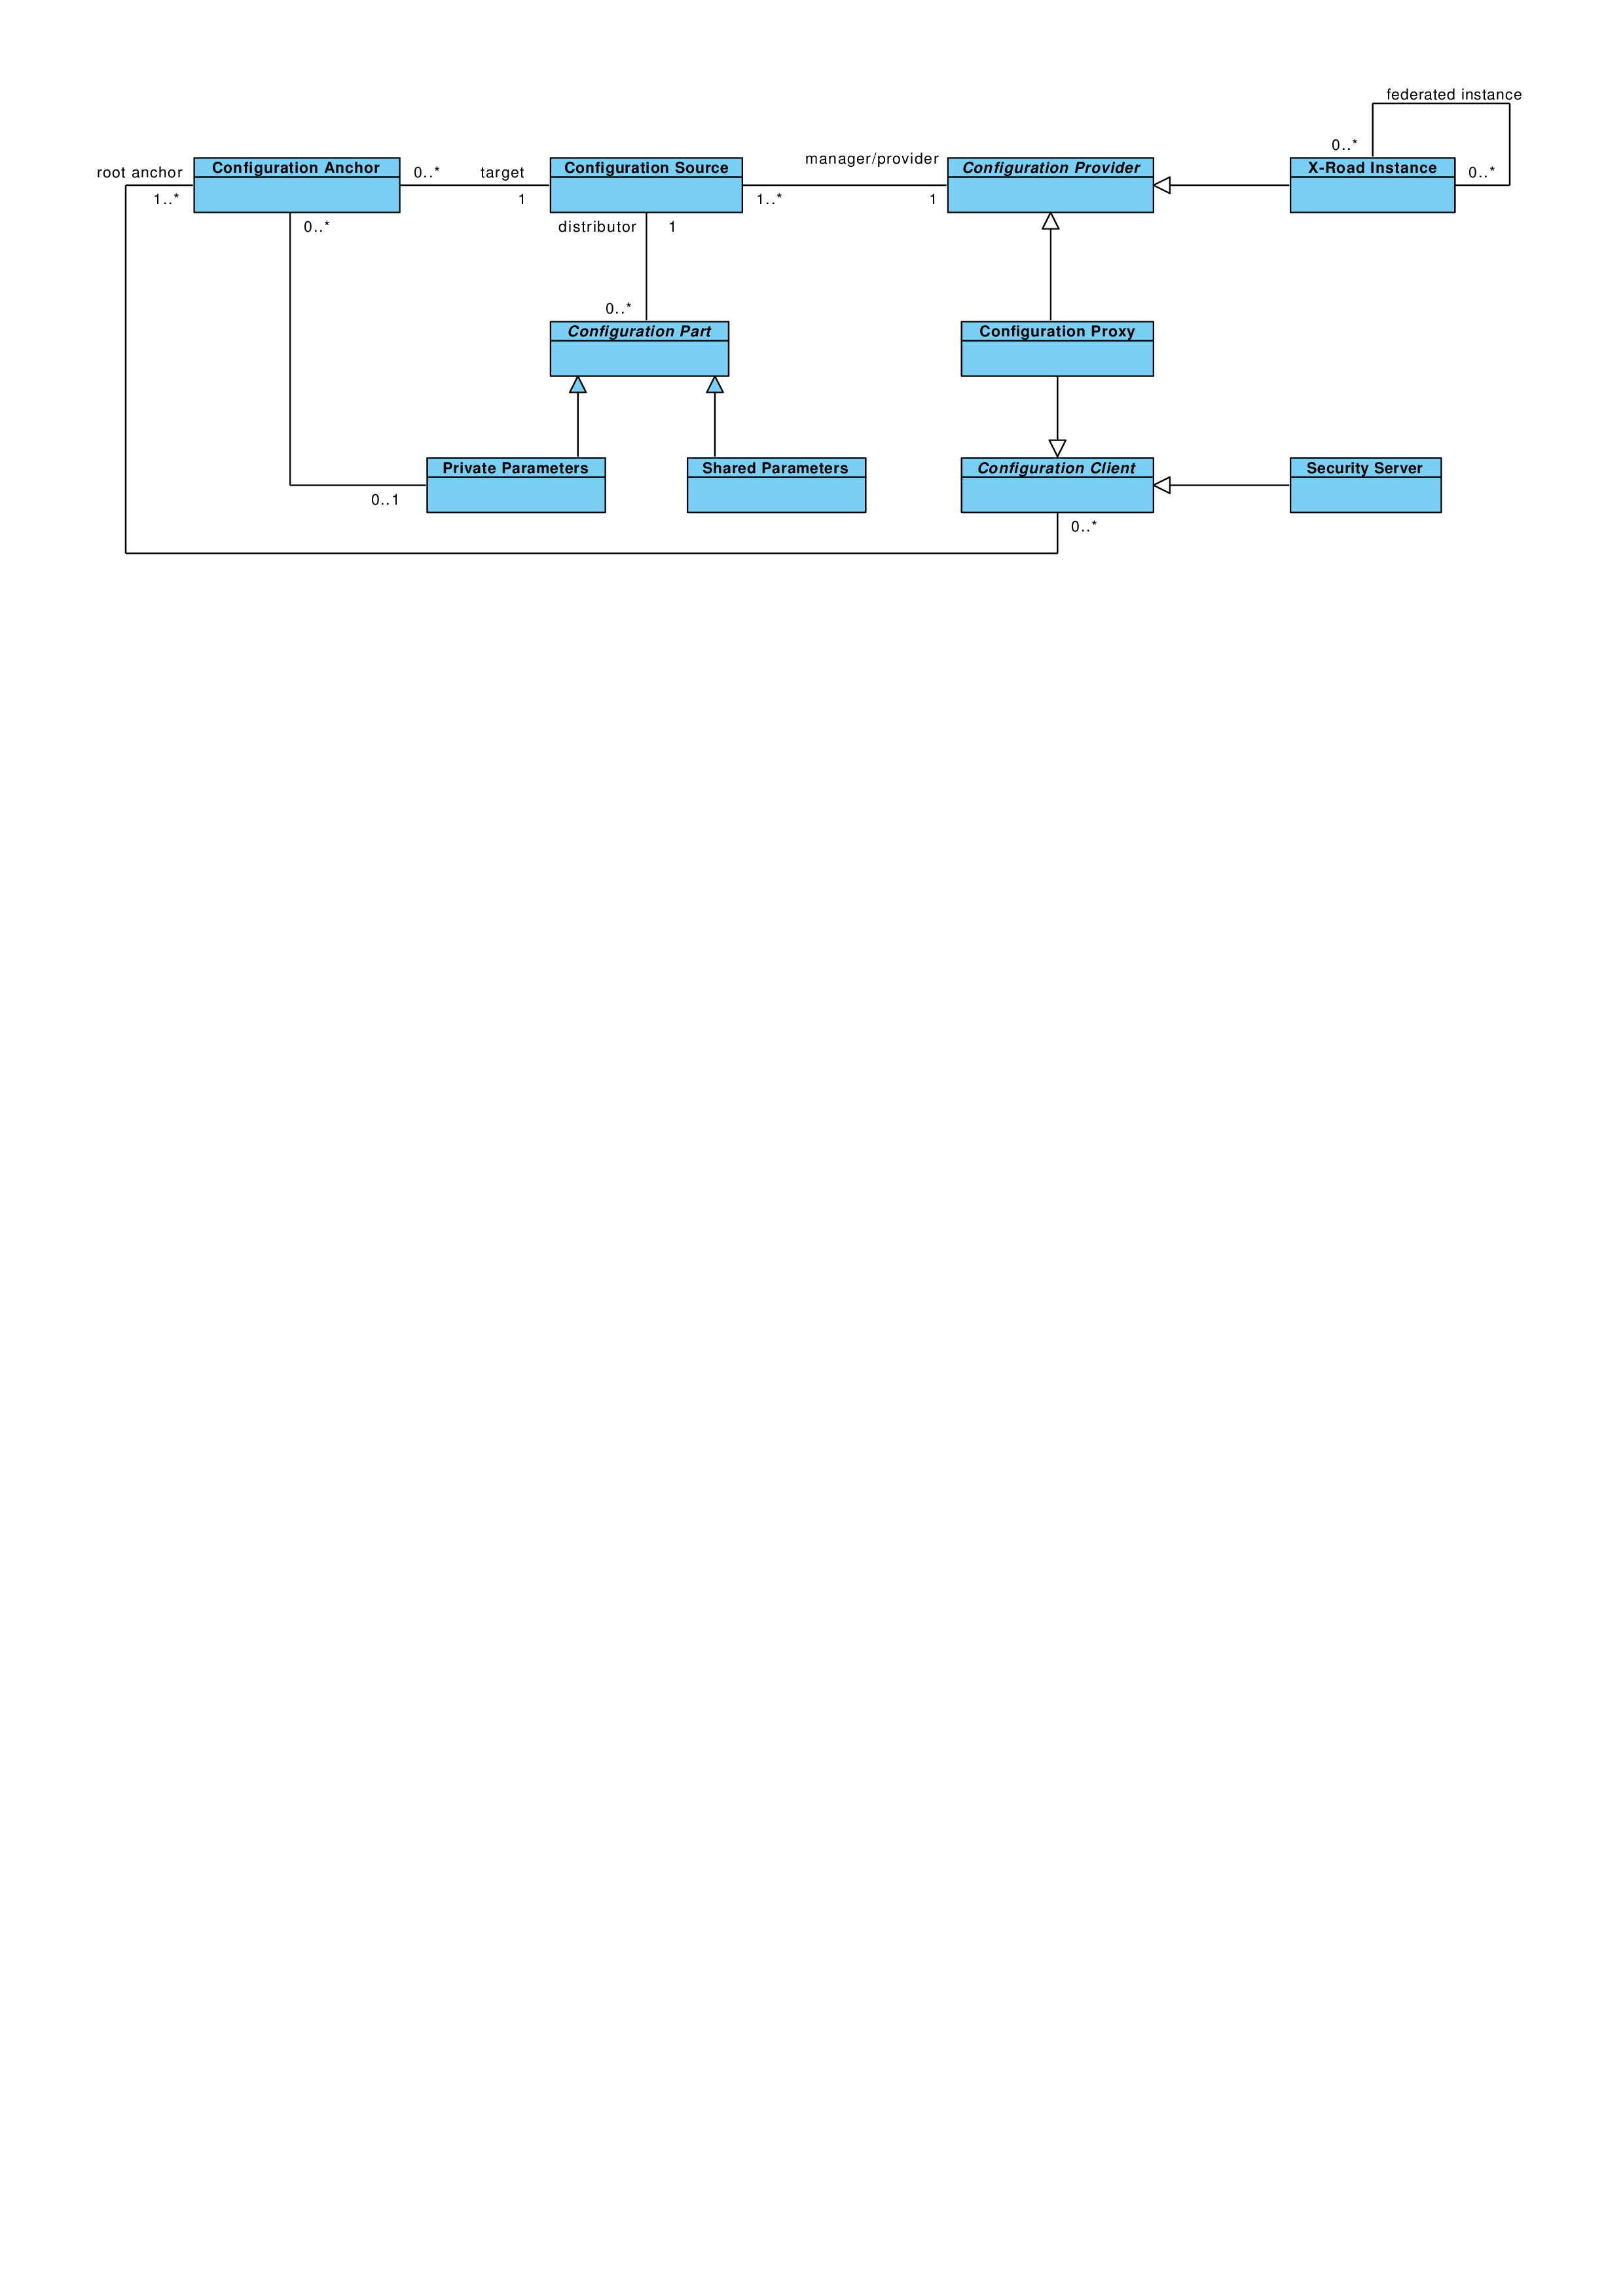 federated instance
0..*
manager/provider
root anchor
Configuration Anchor
0..*
target
Configuration Source
Configuration Provider
X-Road Instance
0..*
1..*
1
1..*
1
0..*
distributor
1
0..*
Configuration Part
Configuration Proxy
Private Parameters
Shared Parameters
Configuration Client
Security Server
0..1
0..*